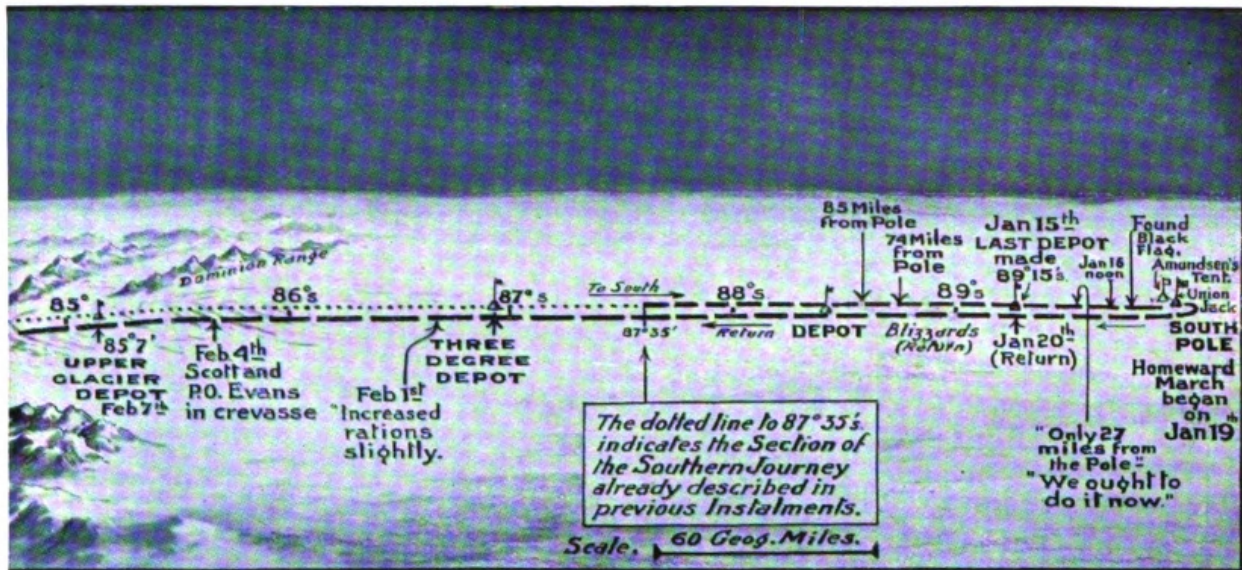 Dominion Range
85°
86°s
87°s
To South
88°s
89°s
85 Miles
from Pole
74 Miles
from
Pole
Jan 15th
LAST DEPOT
made
89°15's.
Jan 16
noon
Found
Black
Flag.
Amundsen's
Tent.
Union
Jack
85°7'
UPPER
GLACIER
DEPOT
Feb 7th
Feb 4th
Scott and
P.O. Evans
in crevasse
Feb 1st
"Increased
rations
slightly.
THREE
DEGREE
DEPOT
87°35'
Return
DEPOT
Blizzards
(Return)
Jan 20th
(Return)
SOUTH
POLE
Homeward
March
began
on
Jan 19th
"Only 27
miles from
the Pole"
"We ought to
do it now."
The dotted line to 87°35's.
indicates the Section of
the Southern Journey
already described in
previous Instalments.
Scale. 60 Geog. Miles.